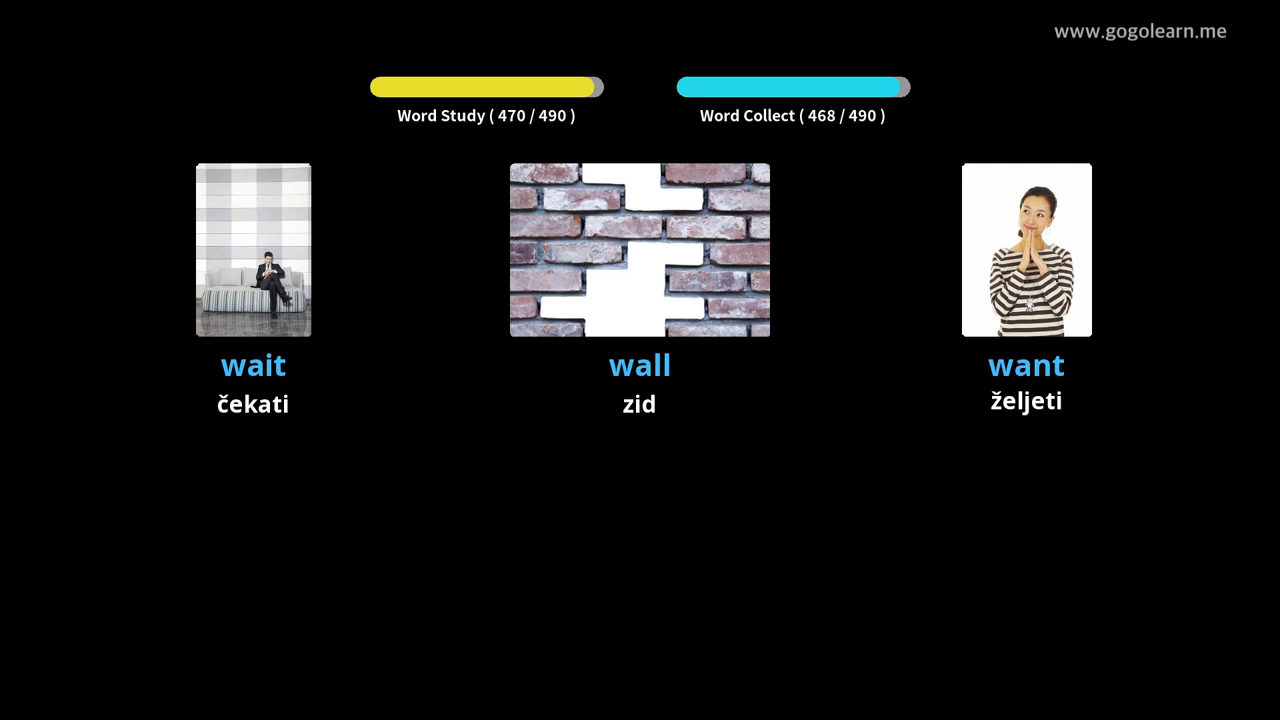 www.gogolearn.me
Word Study ( 470 / 490 )
Word Collect ( 468 / 490 )
wait
wall
want
čekati
zid
željeti